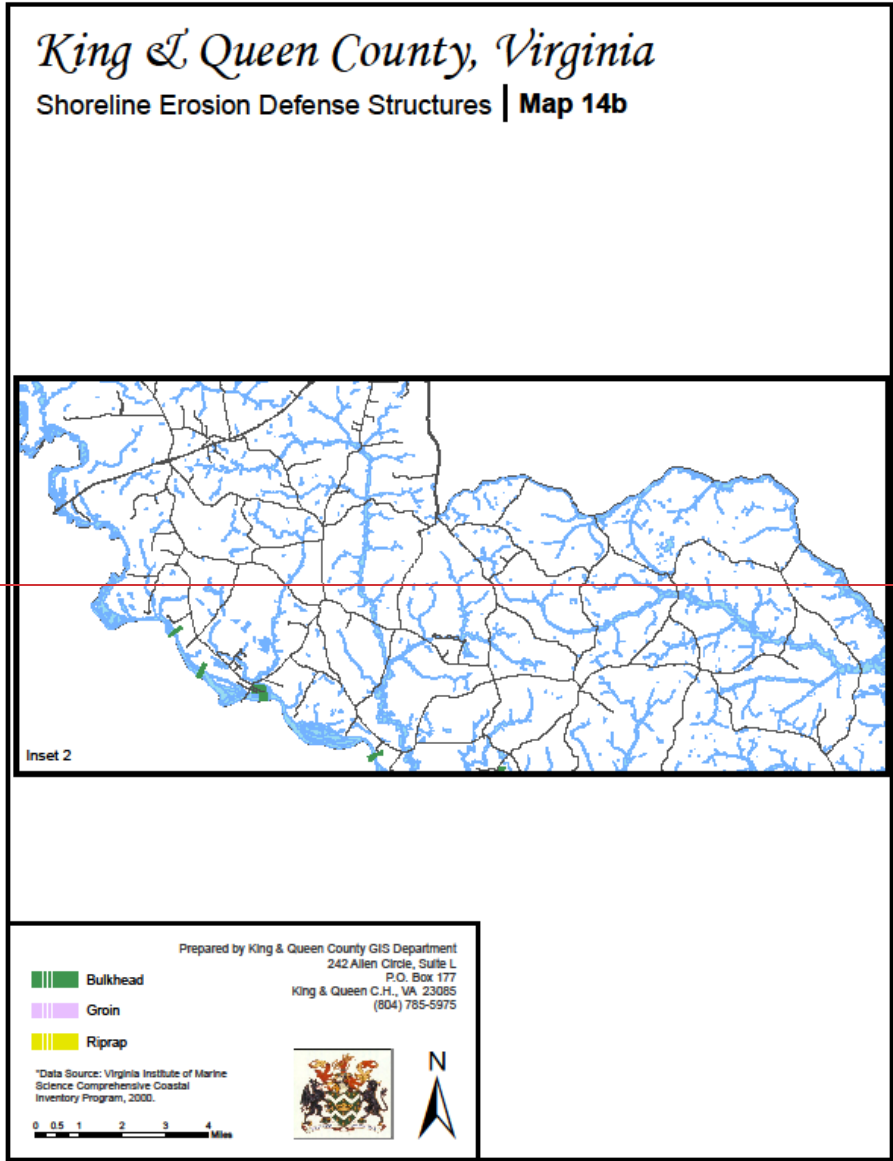 King & Queen County, Virginia
Shoreline Erosion Defense Structures | Map 14b
Inset 2
Prepared by King & Queen County GIS Department
242 Allen Circle, Suite L
P.O. Box 177
King & Queen C.H., VA 23085
(804) 785-5975
Bulkhead
Groin
Riprap
*Data Source: Virginia Institute of Marine
Science Comprehensive Coastal
Inventory Program, 2000.
N
0 0.5 1 2 3 4
Miles